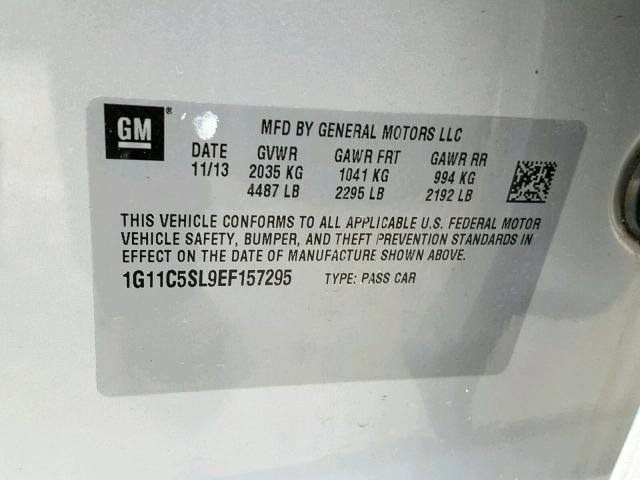 GM ®
MFD BY GENERAL MOTORS LLC
DATE GVWR GAWR FRT GAWR RR
11/13 2035 KG 1041 KG 994 KG
4487 LB 2295 LB 2192 LB
THIS VEHICLE CONFORMS TO ALL APPLICABLE U.S. FEDERAL MOTOR
VEHICLE SAFETY, BUMPER, AND THEFT PREVENTION STANDARDS IN
EFFECT ON THE DATE OF MANUFACTURE SHOWN ABOVE.
1G11C5SL9EF157295 TYPE: PASS CAR